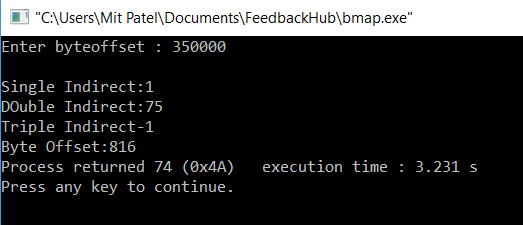 "C:\Users\Mit Patel\Documents\FeedbackHub\bmap.exe"
Enter byteoffset : 350000
Single Indirect:1
DOuble Indirect:75
Triple Indirect-1
Byte Offset:816
Process returned 74 (0x4A)   execution time : 3.231 s
Press any key to continue.